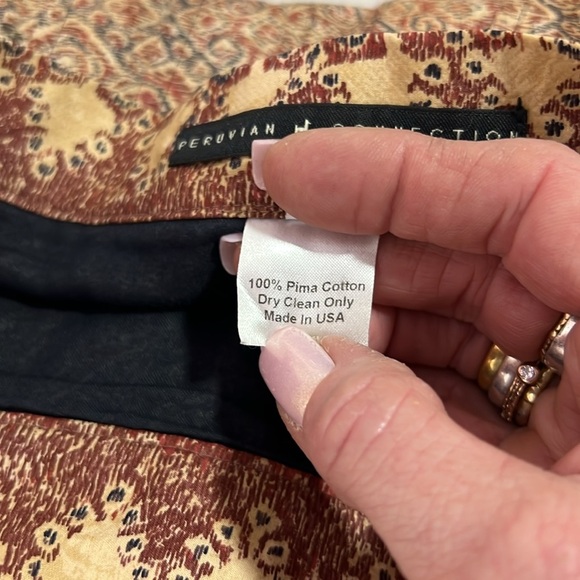 PERUVIAN CONNECTION
100% Pima Cotton
Dry Clean Only
Made In USA